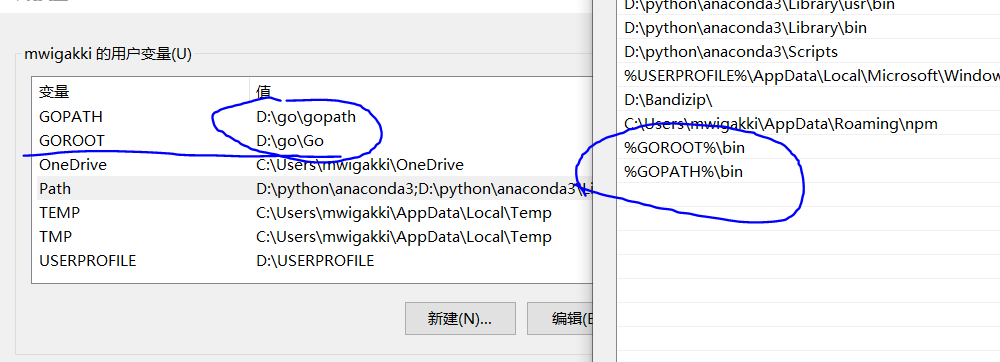 mwigakki 的用户变量(U)
变量 值
GOPATH D:\go\gopath
GOROOT D:\go\Go
OneDrive C:\Users\mwigakki\OneDrive
Path D:\python\anaconda3;D:\python\anaconda3\Li
TEMP C:\Users\mwigakki\AppData\Local\Temp
TMP C:\Users\mwigakki\AppData\Local\Temp
USERPROFILE D:\USERPROFILE
新建(N)... 编辑(E
D:\python\anaconda3\Library\usr\bin
D:\python\anaconda3\Library\bin
D:\python\anaconda3\Scripts
%USERPROFILE%\AppData\Local\Microsoft\Window
D:\Bandizip\
C:\Users\mwigakki\AppData\Roaming\npm
%GOROOT%\bin
%GOPATH%\bin